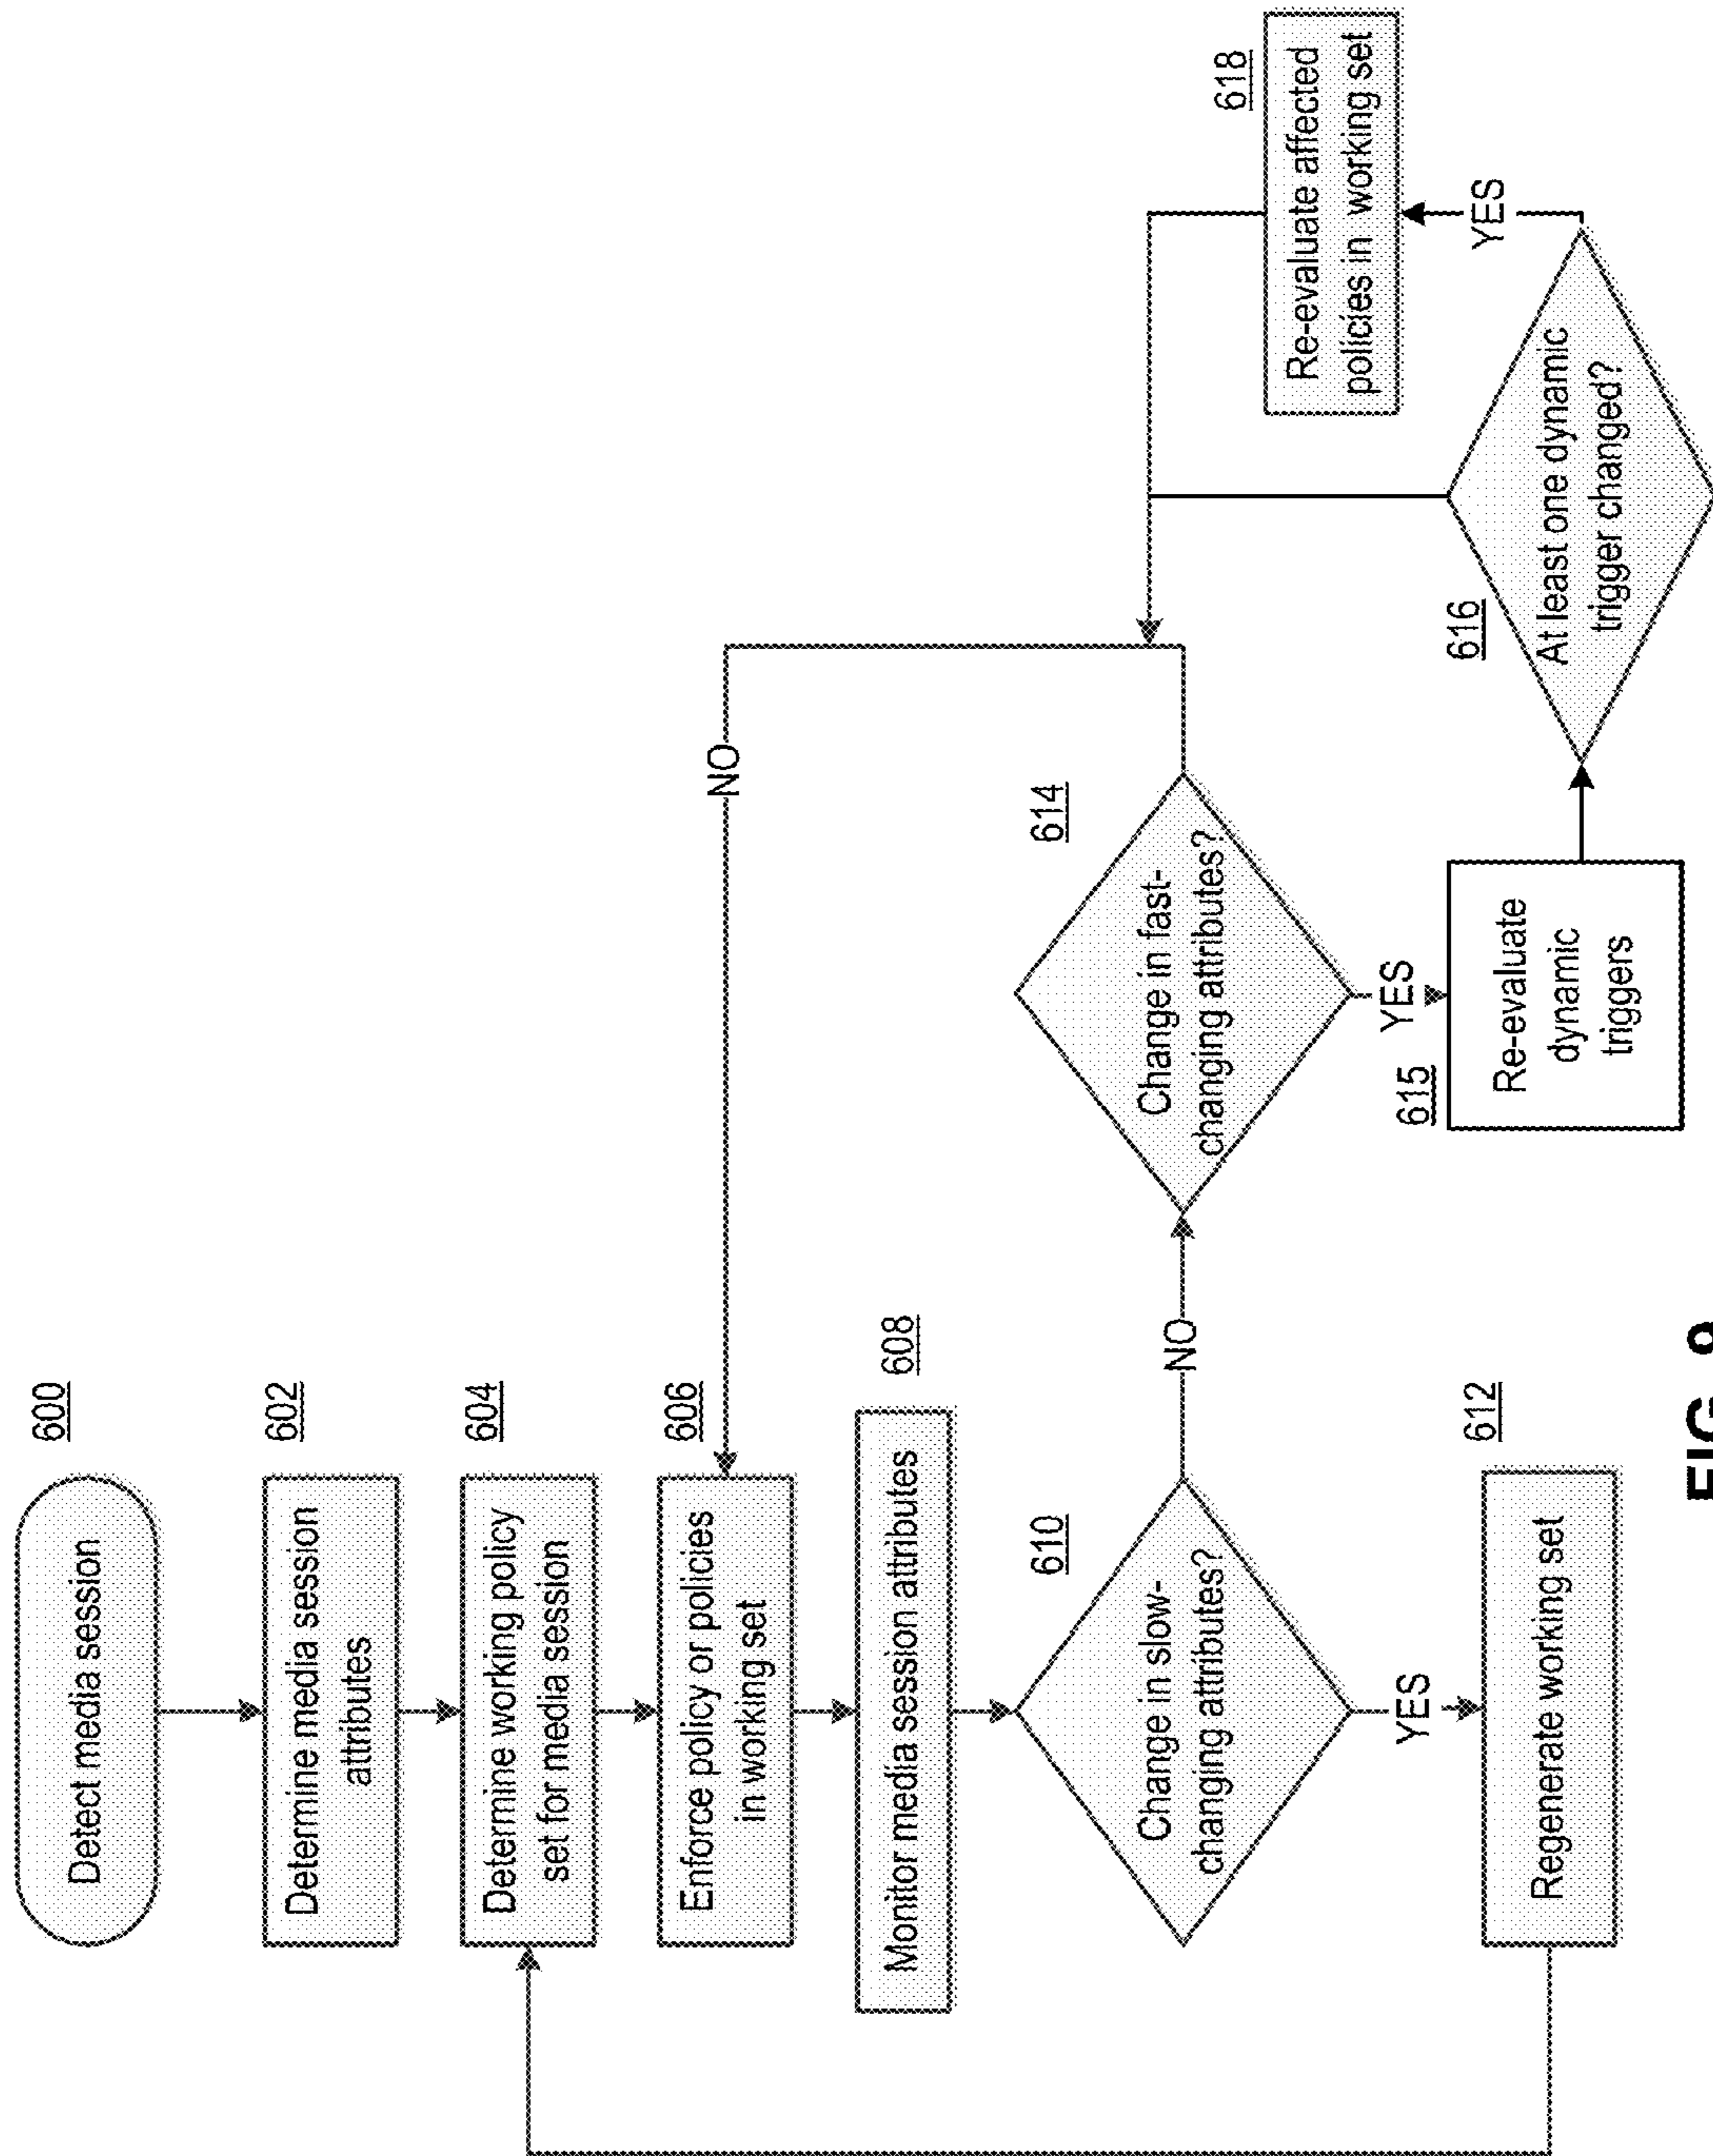 Detect media session
600
Determine media session
attributes
602
Determine working policy
set for media session
604
Enforce policy or policies
in working set
606
Monitor media session attributes
608
Change in slow-
changing attributes?
610
YES
Regenerate working set
612
NO
Change in fast-
changing attributes?
614
NO
YES
615
Re-evaluate
dynamic
triggers
616
At least one dynamic
trigger changed?
YES
Re-evaluate affected
policies in working set
618
FIG.